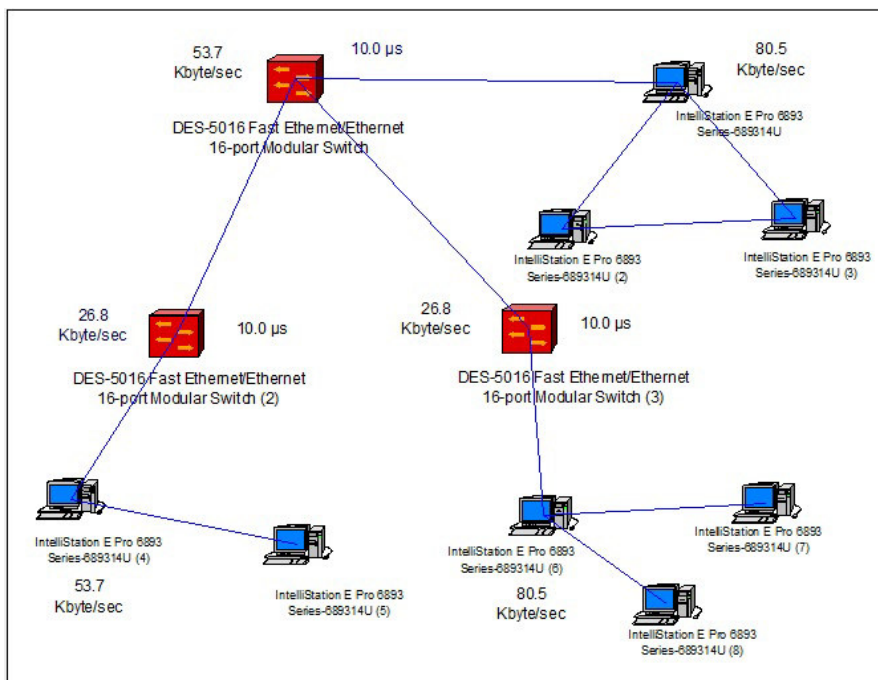 53.7
Kbyte/sec
10.0 µs
80.5
Kbyte/sec
DES-5016 Fast Ethernet/Ethernet
16-port Modular Switch
IntelliStation E Pro 6893
Series-689314U
IntelliStation E Pro 6893
Series-689314U (2)
IntelliStation E Pro 6893
Series-689314U (3)
26.8
Kbyte/sec
10.0 µs
DES-5016 Fast Ethernet/Ethernet
16-port Modular Switch (2)
26.8
Kbyte/sec
10.0 µs
DES-5016 Fast Ethernet/Ethernet
16-port Modular Switch (3)
IntelliStation E Pro 6893
Series-689314U (4)
53.7
Kbyte/sec
IntelliStation E Pro 6893
Series-689314U (5)
IntelliStation E Pro 6893
Series-689314U (6)
80.5
Kbyte/sec
IntelliStation E Pro 6893
Series-689314U (7)
IntelliStation E Pro 6893
Series-689314U (8)